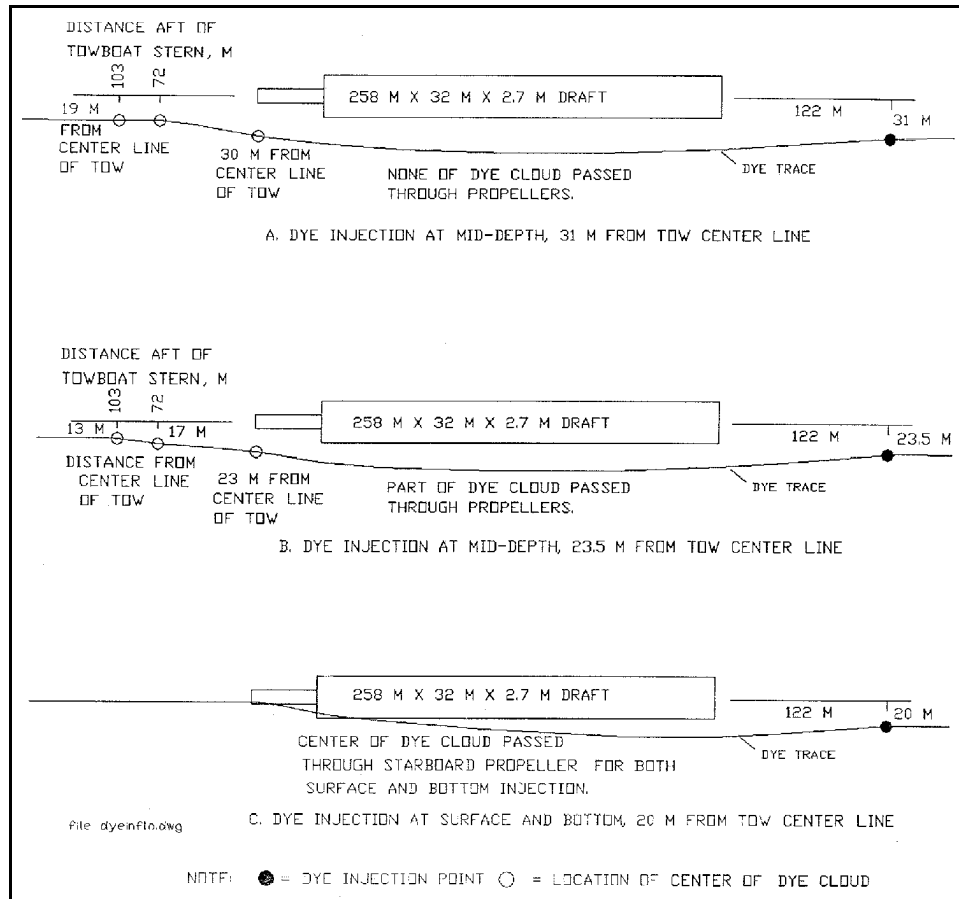 DISTANCE AFT OF
TOWBOAT STERN, M
103
72
258 M X 32 M X 2.7 M DRAFT
19 M
FROM
CENTER LINE
OF TOW
122 M
31 M
30 M FROM
CENTER LINE
OF TOW
NONE OF DYE CLOUD PASSED
THROUGH PROPELLERS.
DYE TRACE
A. DYE INJECTION AT MID-DEPTH, 31 M FROM TOW CENTER LINE
DISTANCE AFT OF
TOWBOAT STERN, M
103
72
258 M X 32 M X 2.7 M DRAFT
13 M
17 M
122 M
23.5 M
DISTANCE FROM
CENTER LINE
OF TOW
23 M FROM
CENTER LINE
OF TOW
PART OF DYE CLOUD PASSED
THROUGH PROPELLERS.
DYE TRACE
B. DYE INJECTION AT MID-DEPTH, 23.5 M FROM TOW CENTER LINE
258 M X 32 M X 2.7 M DRAFT
122 M
20 M
CENTER OF DYE CLOUD PASSED
THROUGH STARBOARD PROPELLER FOR BOTH
SURFACE AND BOTTOM INJECTION.
DYE TRACE
file dyeinflo.dwg
C. DYE INJECTION AT SURFACE AND BOTTOM, 20 M FROM TOW CENTER LINE
NOTE: = DYE INJECTION POINT = LOCATION OF CENTER OF DYE CLOUD